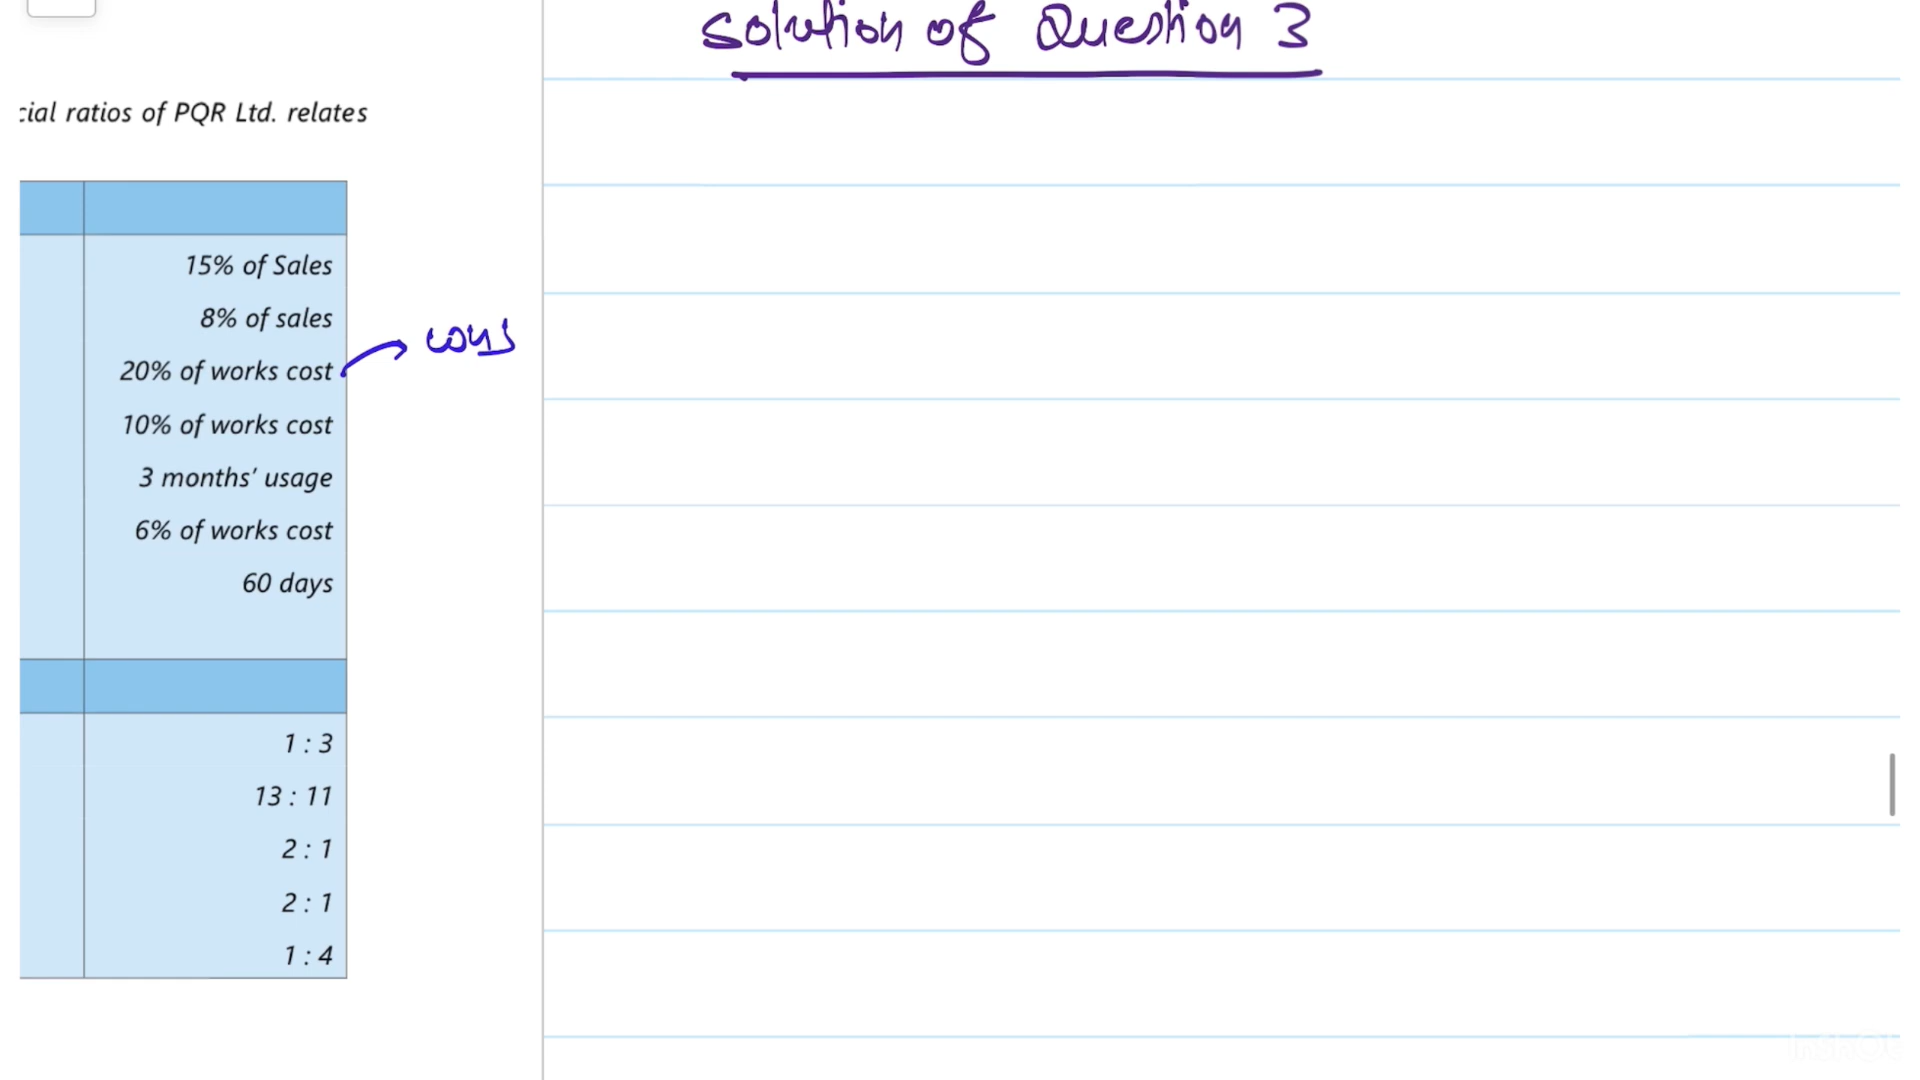 Solution of Question 3
cial ratios of PQR Ltd. relates
15% of Sales
8% of sales
20% of works cost
10% of works cost
3 months' usage
6% of works cost
60 days
1 : 3
13 : 11
2 : 1
2 : 1
1 : 4